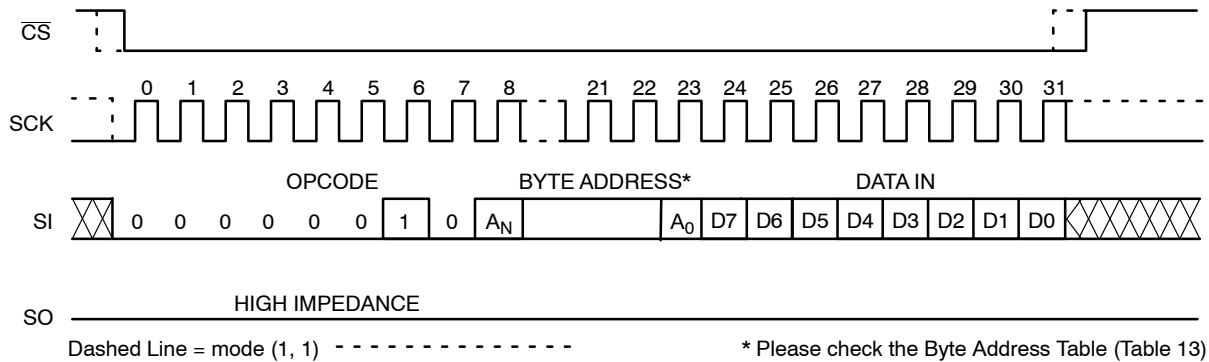 CS
0 1 2 3 4 5 6 7 8 21 22 23 24 25 26 27 28 29 30 31
SCK
OPCODE BYTE ADDRESS* DATA IN
SI 0 0 0 0 0 0 1 0 AN A0 D7 D6 D5 D4 D3 D2 D1 D0
HIGH IMPEDANCE
SO
Dashed Line = mode (1, 1) * Please check the Byte Address Table (Table 13)